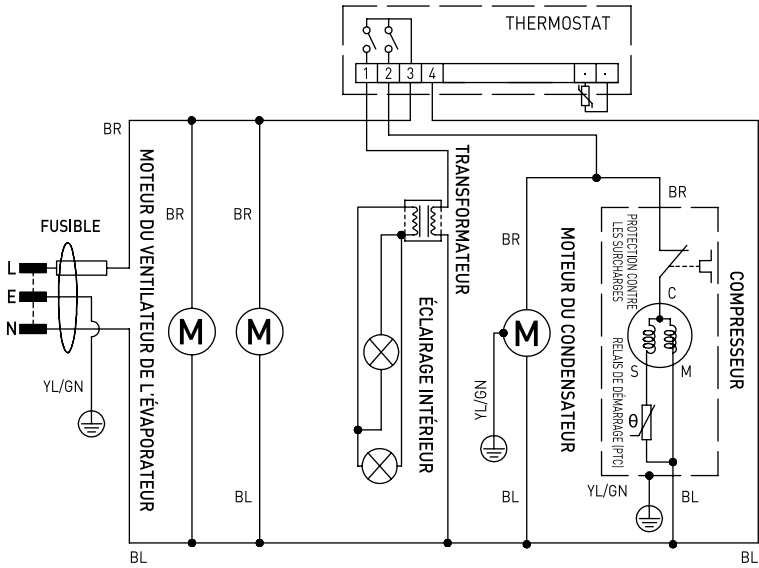 THERMOSTAT
1 2 3 4 · ·
BR
MOTEUR DU VENTILATEUR DE L'ÉVAPORATEUR
BR
BR
TRANSFORMATEUR
BR
BR
FUSIBLE
L
E
N
YL/GN
M
M
ÉCLAIRAGE INTÉRIEUR
M
MOTEUR DU CONDENSATEUR
YL/GN
PROTECTION CONTRE
LES SURCHARGES
C
S
M
RELAIS DE DÉMARRAGE (PTC)
θ
COMPRESSEUR
YL/GN
BL
BL
BL
BL
BL